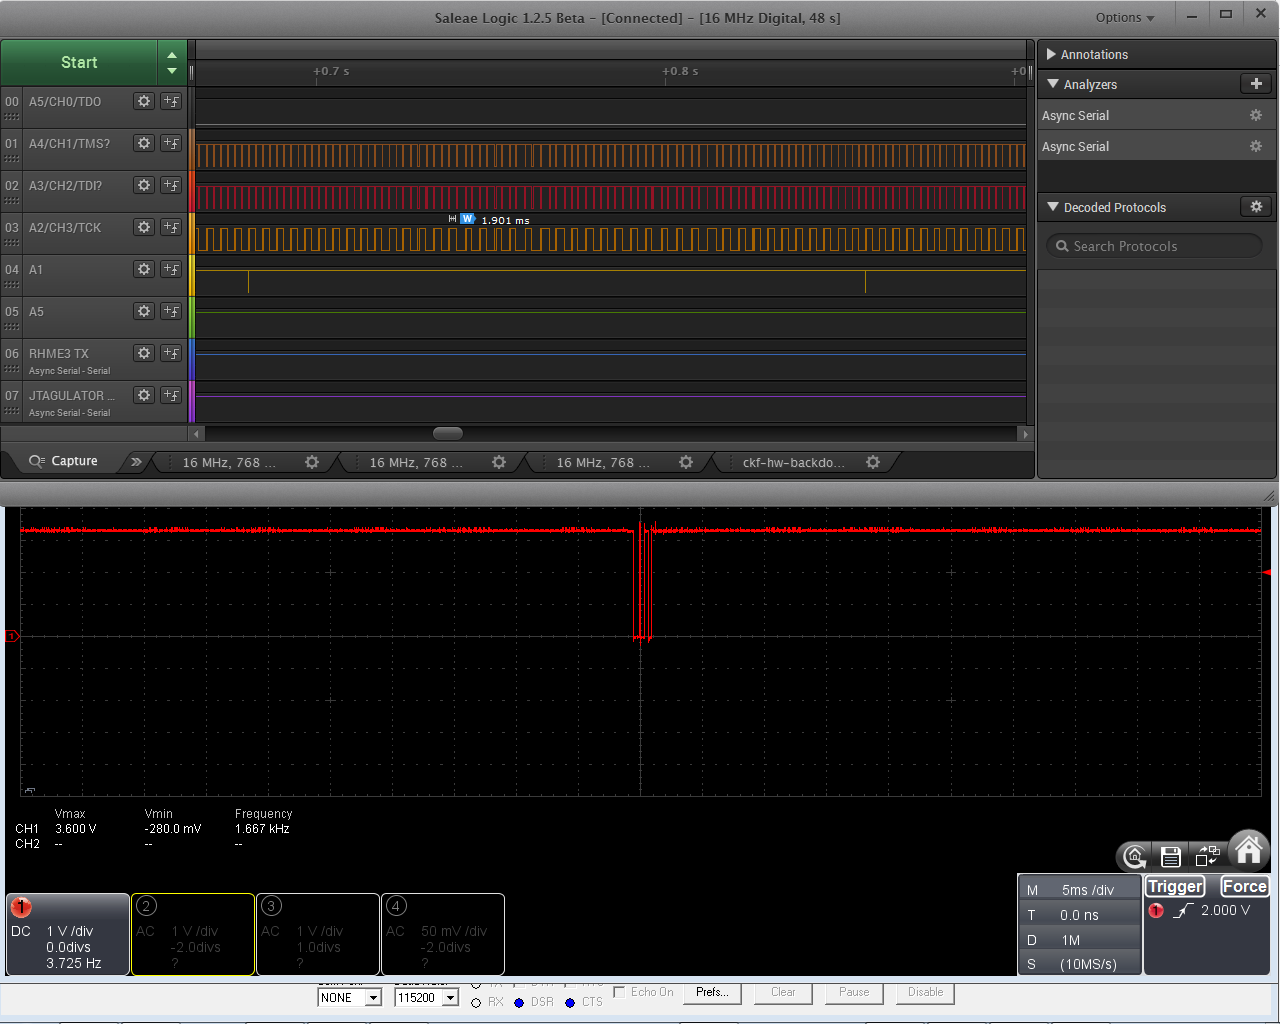 Saleae Logic 1.2.5 Beta - [Connected] - [16 MHz Digital, 48 s]
Options
Start
+0.7 s
+0.8 s
+0
Annotations
Analyzers
Async Serial
Async Serial
Decoded Protocols
Search Protocols
00 A5/CH0/TDO
01 A4/CH1/TMS?
02 A3/CH2/TDI?
W 1.901 ms
03 A2/CH3/TCK
04 A1
05 A5
06 RHME3 TX
Async Serial - Serial
07 JTAGULATOR ...
Async Serial - Serial
Capture
16 MHz, 768 ...
16 MHz, 768 ...
16 MHz, 768 ...
ckf-hw-backdo...
1
Vmax Vmin Frequency
CH1 3.600 V -280.0 mV 1.667 kHz
CH2 -- -- --
1
DC 1 V /div
0.0divs
3.725 Hz
2
AC 1 V /div
-2.0divs
?
3
AC 1 V /div
1.0divs
?
4
AC 50 mV /div
-2.0divs
?
M 5ms /div
T 0.0 ns
D 1M
S (10MS/s)
Trigger Force
1 2.000 V
NONE
115200
RX DSR CTS
Echo On
Prefs...
Clear
Pause
Disable